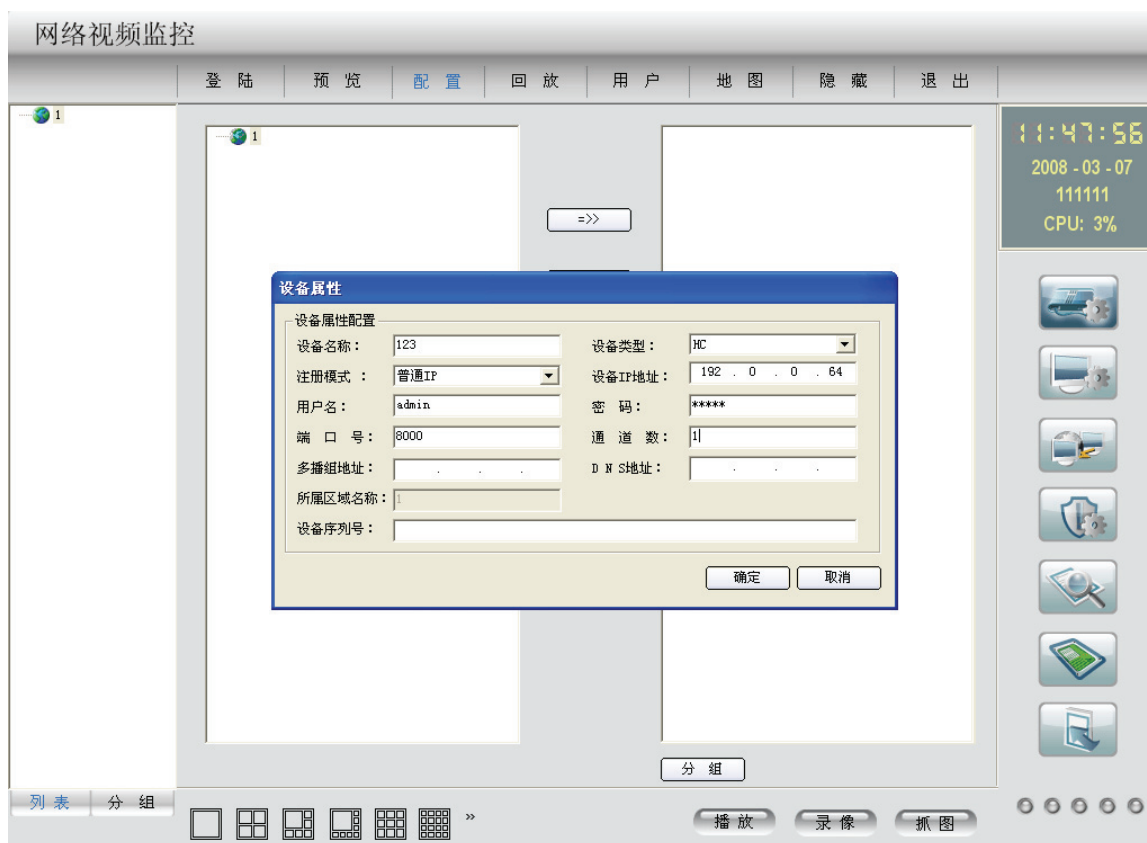 网络视频监控
登 陆 预 览 配 置 回 放 用 户 地 图 隐 藏 退 出
1
1
=>>
11:47:56
2008 - 03 - 07
111111
CPU: 3%
设备属性
设备属性配置
设备名称： 123 设备类型： HC
注册模式 ： 普通IP 设备IP地址： 192 . 0 . 0 . 64
用户名： admin 密 码： *****
端 口 号： 8000 通 道 数： 1
多播组地址： . . . D N S地址： . . .
所属区域名称： 1
设备序列号：
确定 取消
分 组
列 表 分 组
»
播 放 录 像 抓 图